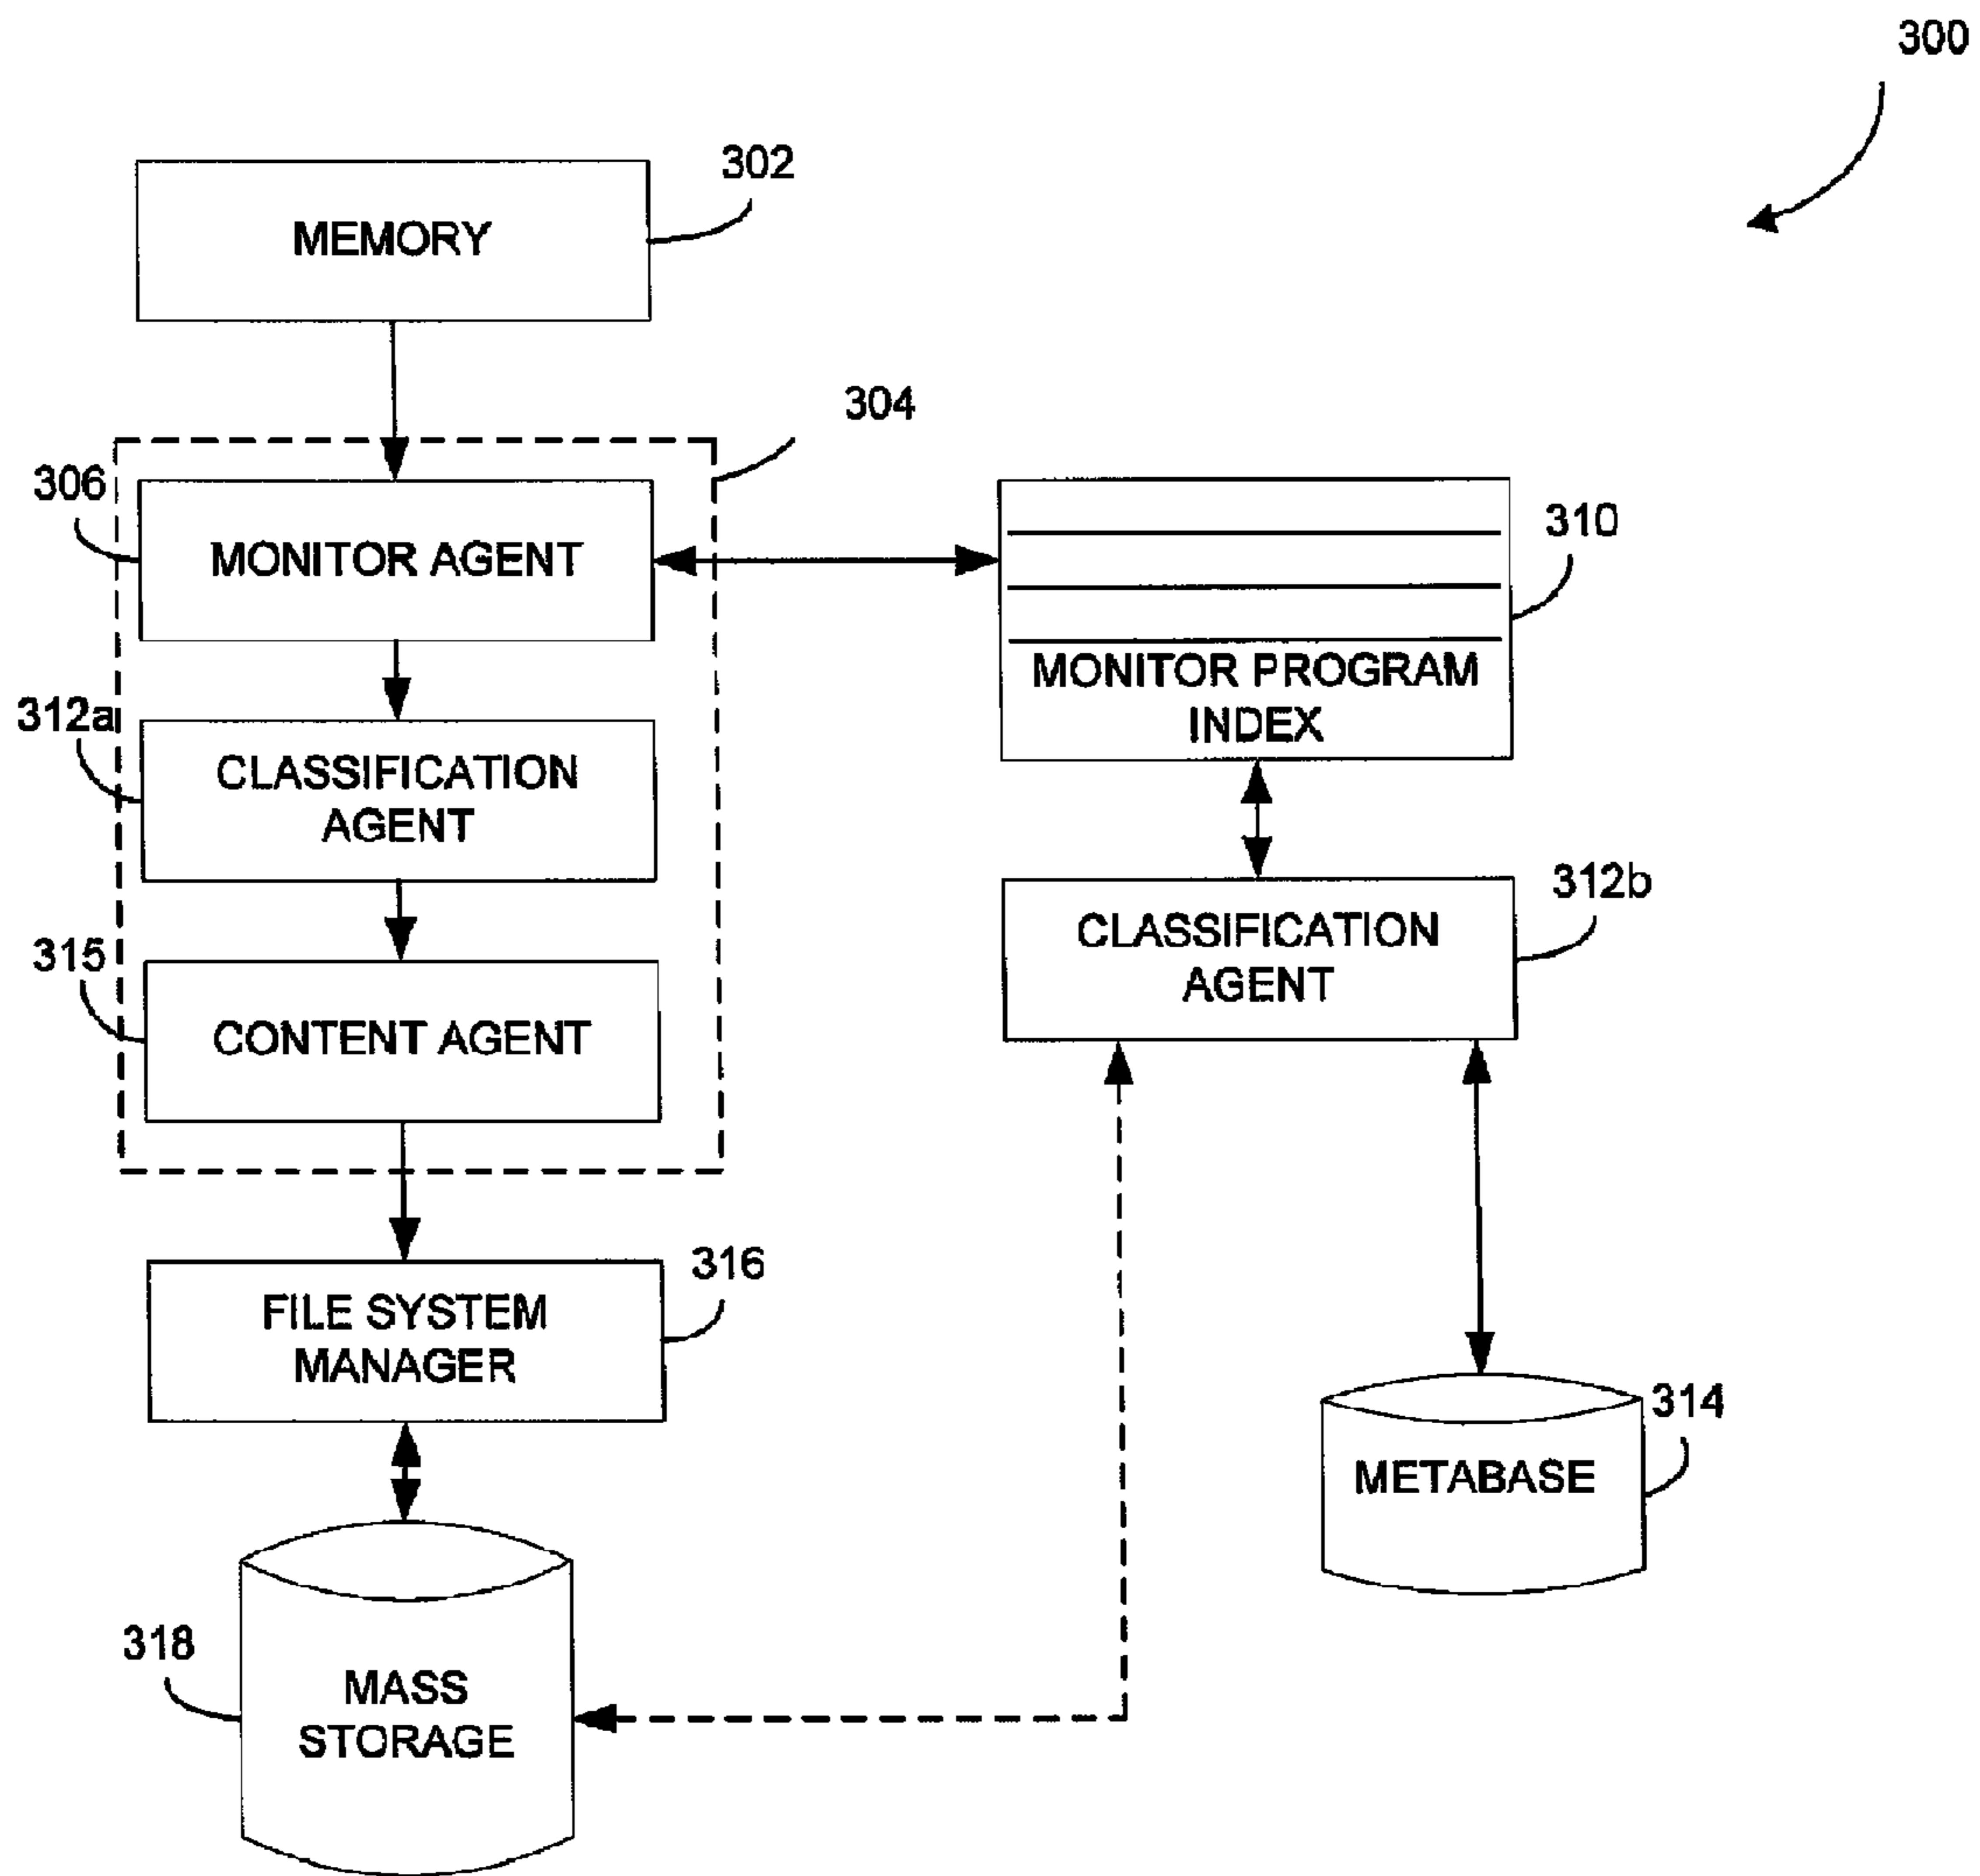 300
302
MEMORY
304
306
MONITOR AGENT
310
MONITOR PROGRAM
INDEX
312a
CLASSIFICATION
AGENT
312b
CLASSIFICATION
AGENT
315
CONTENT AGENT
316
FILE SYSTEM
MANAGER
314
METABASE
318
MASS
STORAGE